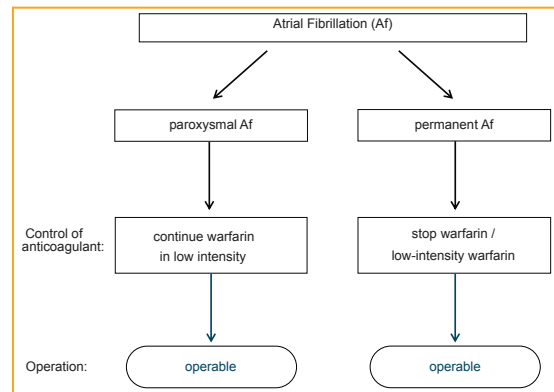 Atrial Fibrillation (Af)
paroxysmal Af
permanent Af
Control of
anticoagulant:
continue warfarin
in low intensity
stop warfarin /
low-intensity warfarin
Operation:
operable
operable